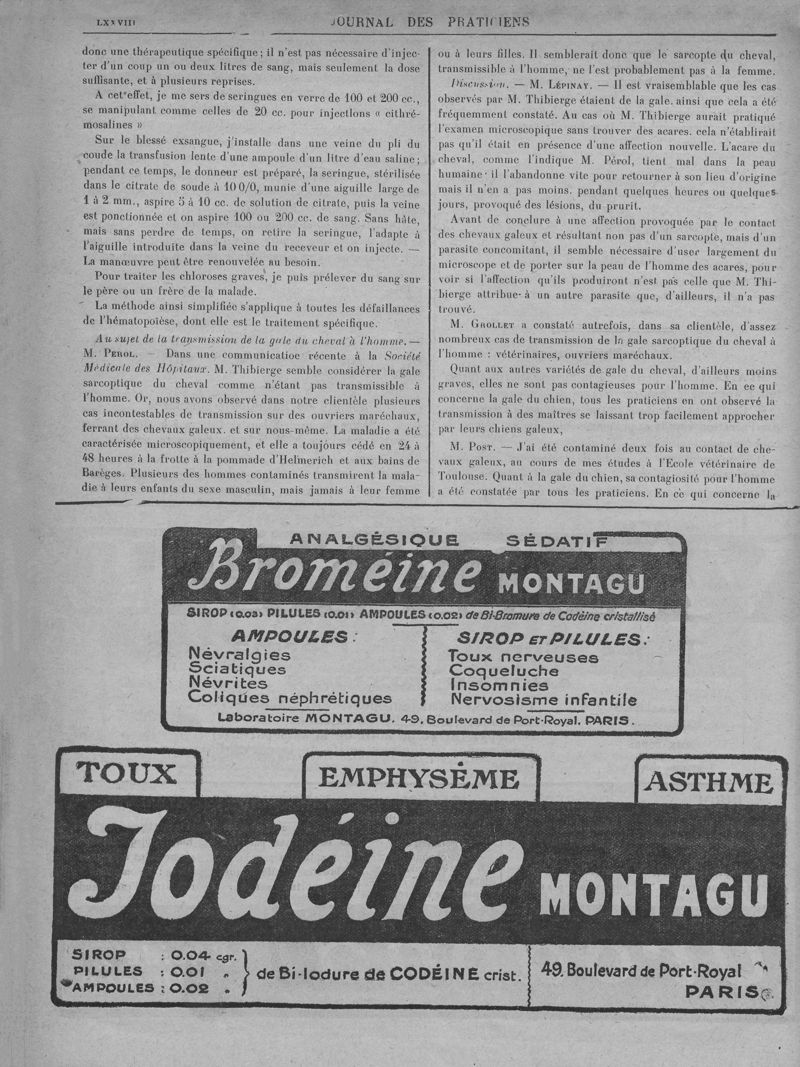 LXXVIII
JOURNAL DES PRATICIENS
donc une thérapeutique spécifique ; il n'est pas nécessaire d'injec-
ter d'un coup un ou deux litres de sang, mais seulement la dose
suffisante, et à plusieurs reprises.
A cet effet, je me sers de seringues en verre de 100 et 200 cc.,
se manipulant comme celles de 20 cc. pour injections « cithré-
mosalines »
Sur le blessé exsangue, j'installe dans une veine du pli du
coude la transfusion lente d'une ampoule d'un litre d'eau saline ;
pendant ce temps, le donneur est préparé, la seringue, stérilisée
dans le citrate de soude à 10 0/0, munie d'une aiguille large de
1 à 2 mm., aspire 5 à 10 cc. de solution de citrate, puis la veine
est ponctionnée et on aspire 100 ou 200 cc. de sang. Sans hâte,
mais sans perdre de temps, on retire la seringue, l'adapte à
l'aiguille introduite dans la veine du receveur et on injecte. —
La manœuvre peut être renouvelée au besoin.
Pour traiter les chloroses graves, je puis prélever du sang sur
le père ou un frère de la malade.
La méthode ainsi simplifiée s'applique à toutes les défaillances
de l'hématopoïèse, dont elle est le traitement spécifique.
Au sujet de la transmission de la gale du cheval à l'homme. —
M. PEROL. — Dans une communication récente à la Société
Médicale des Hôpitaux. M. Thibierge semble considérer la gale
sarcoptique du cheval comme n'étant pas transmissible à
l'homme. Or, nous avons observé dans notre clientèle plusieurs
cas incontestables de transmission sur des ouvriers maréchaux,
ferrant des chevaux galeux. et sur nous-même. La maladie a été
caractérisée microscopiquement, et elle a toujours cédé en 24 à
48 heures à la frotte à la pommade d'Helmerich et aux bains de
Barèges. Plusieurs des hommes contaminés transmirent la mala-
die à leurs enfants du sexe masculin, mais jamais à leur femme
ou à leurs filles. Il semblerait donc que le sarcopte du cheval,
transmissible à l'homme, ne l'est probablement pas à la femme.
Discussion. — M. LÉPINAY. — Il est vraisemblable que les cas
observés par M. Thibierge étaient de la gale. ainsi que cela a été
fréquemment constaté. Au cas où M. Thibierge aurait pratiqué
l'examen microscopique sans trouver des acares. cela n'établirait
pas qu'il était en présence d'une affection nouvelle. L'acare du
cheval, comme l'indique M. Pérol, tient mal dans la peau
humaine · il l'abandonne vite pour retourner à son lieu d'origine
mais il n'en a pas moins. pendant quelques heures ou quelques
jours, provoqué des lésions, du prurit.
Avant de conclure à une affection provoquée par le contact
des chevaux galeux et résultant non pas d'un sarcopte, mais d'un
parasite concomitant, il semble nécessaire d'user largement du
microscope et de porter sur la peau de l'homme des acares, pour
voir si l'affection qu'ils produiront n'est pas celle que M. Thi-
bierge attribue à un autre parasite que, d'ailleurs, il n'a pas
trouvé.
M. GROLLET a constaté autrefois, dans sa clientèle, d'assez
nombreux cas de transmission de la gale sarcoptique du cheval à
l'homme : vétérinaires, ouvriers maréchaux.
Quant aux autres variétés de gale du cheval, d'ailleurs moins
graves, elles ne sont pas contagieuses pour l'homme. En ce qui
concerne la gale du chien, tous les praticiens en ont observé la
transmission à des maîtres se laissant trop facilement approcher
par leurs chiens galeux,
M. POST. — J'ai été contaminé deux fois au contact de che-
vaux galeux, au cours de mes études à l'Ecole vétérinaire de
Toulouse. Quant à la gale du chien, sa contagiosité pour l'homme
a été constatée par tous les praticiens. En ce qui concerne la
ANALGÉSIQUE SÉDATIF
Broméine MONTAGU
SIROP (0.03) PILULES (0.01) AMPOULES (0.02) de Bi-Bromure de Codéine cristallisé
AMPOULES :
Névralgies
Sciatiques
Névrites
Coliques néphrétiques
SIROP ET PILULES :
Toux nerveuses
Coqueluche
Insomnies
Nervosisme infantile
Laboratoire MONTAGU. 49, Boulevard de Port-Royal. PARIS.
TOUX
EMPHYSÈME
ASTHME
Iodéine MONTAGU
SIROP : 0.04 cgr.
PILULES : 0.01 „
AMPOULES : 0.02 „
de Bi-Iodure de CODÉINE crist.
49, Boulevard de Port-Royal
PARIS